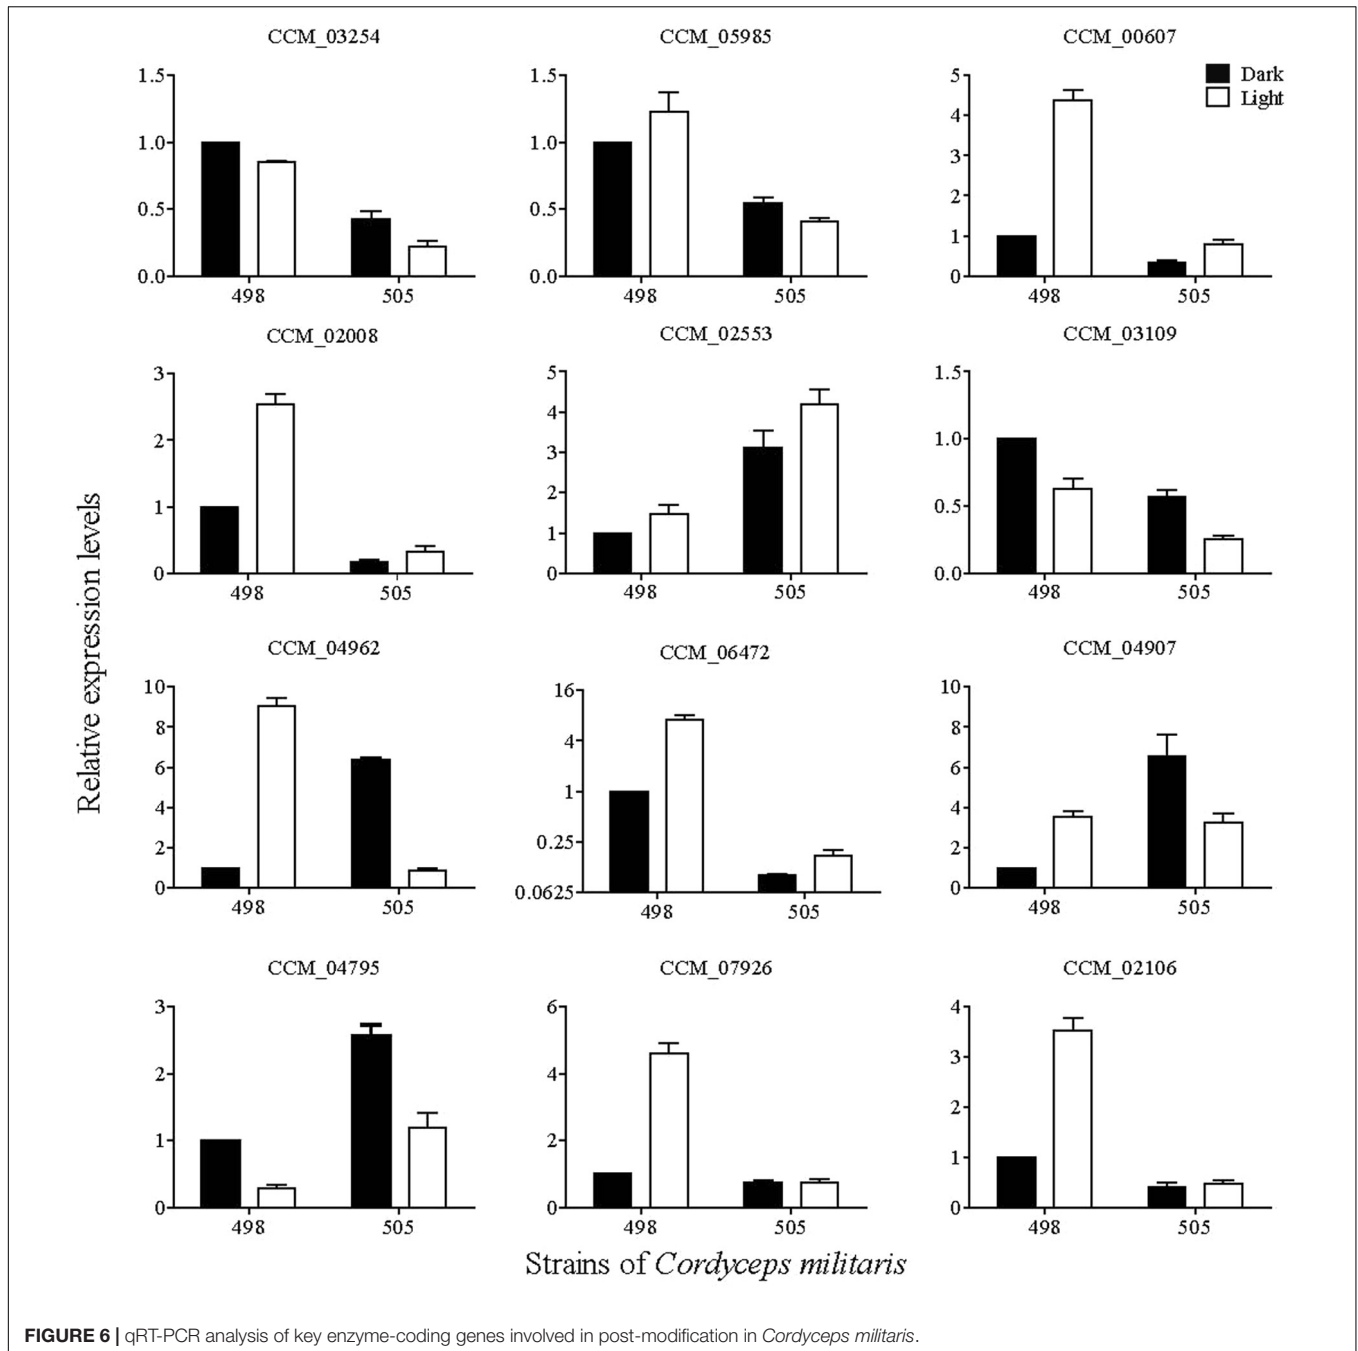 CCM_03254 CCM_05985 CCM_00607
Dark
Light
1.5 1.0 0.5 0.0 498 505
1.5 1.0 0.5 0.0 498 505
5 4 3 2 1 0 498 505
CCM_02008 CCM_02553 CCM_03109
3 2 1 0 498 505
5 4 3 2 1 0 498 505
1.5 1.0 0.5 0.0 498 505
Relative expression levels
CCM_04962 CCM_06472 CCM_04907
10 8 6 4 2 0 498 505
16 4 1 0.25 0.0625 498 505
10 8 6 4 2 0 498 505
CCM_04795 CCM_07926 CCM_02106
3 2 1 0 498 505
6 4 2 0 498 505
4 3 2 1 0 498 505
Strains of Cordyceps militaris
FIGURE 6 | qRT-PCR analysis of key enzyme-coding genes involved in post-modification in Cordyceps militaris.